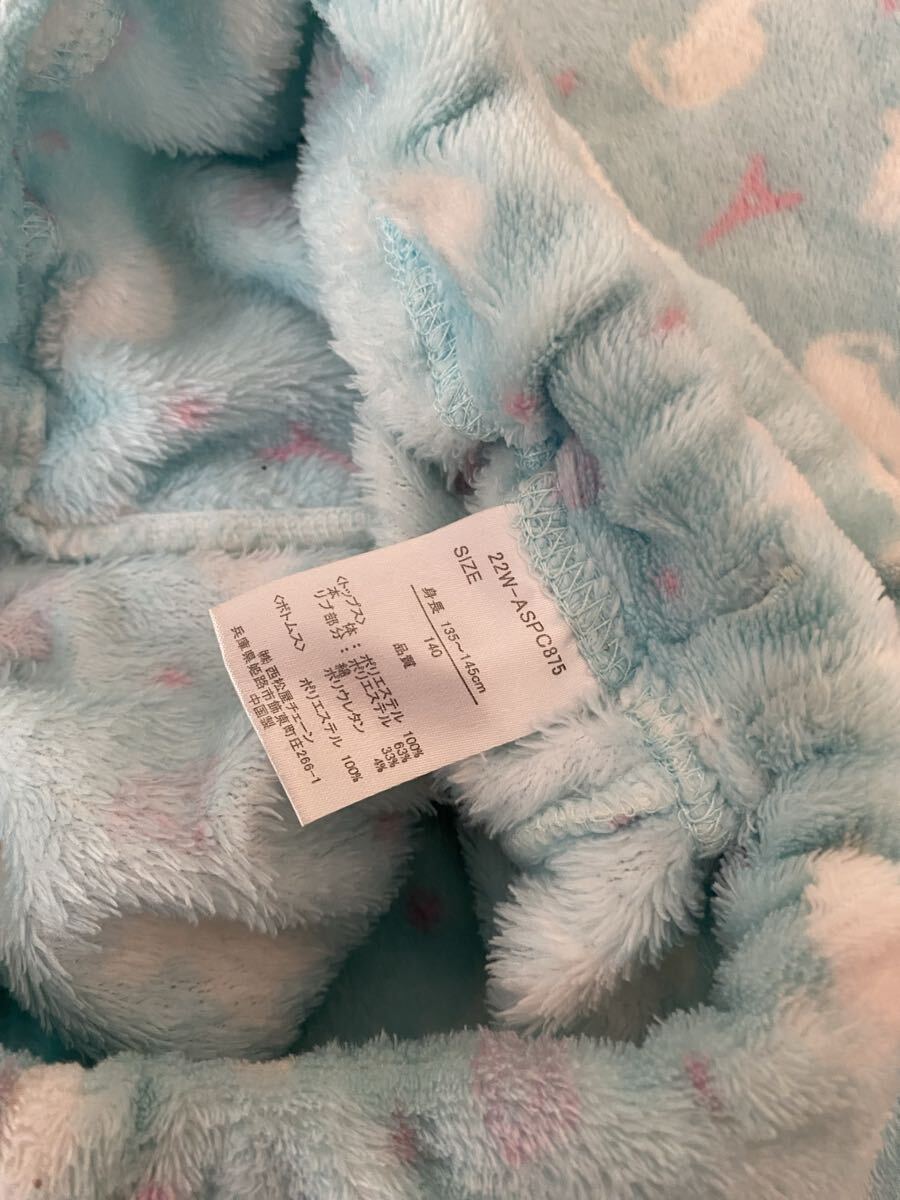 22W-ASPC875
SIZE 140
身長 135〜145cm
品質
〈トップス〉
本体:ポリエステル 100%
リブ部分:ポリエステル 63%
綿 33%
ポリウレタン 4%
〈ボトムス〉
ポリエステル 100%
㈱ 西松屋チェーン
兵庫県姫路市飾東町庄266-1
中国製